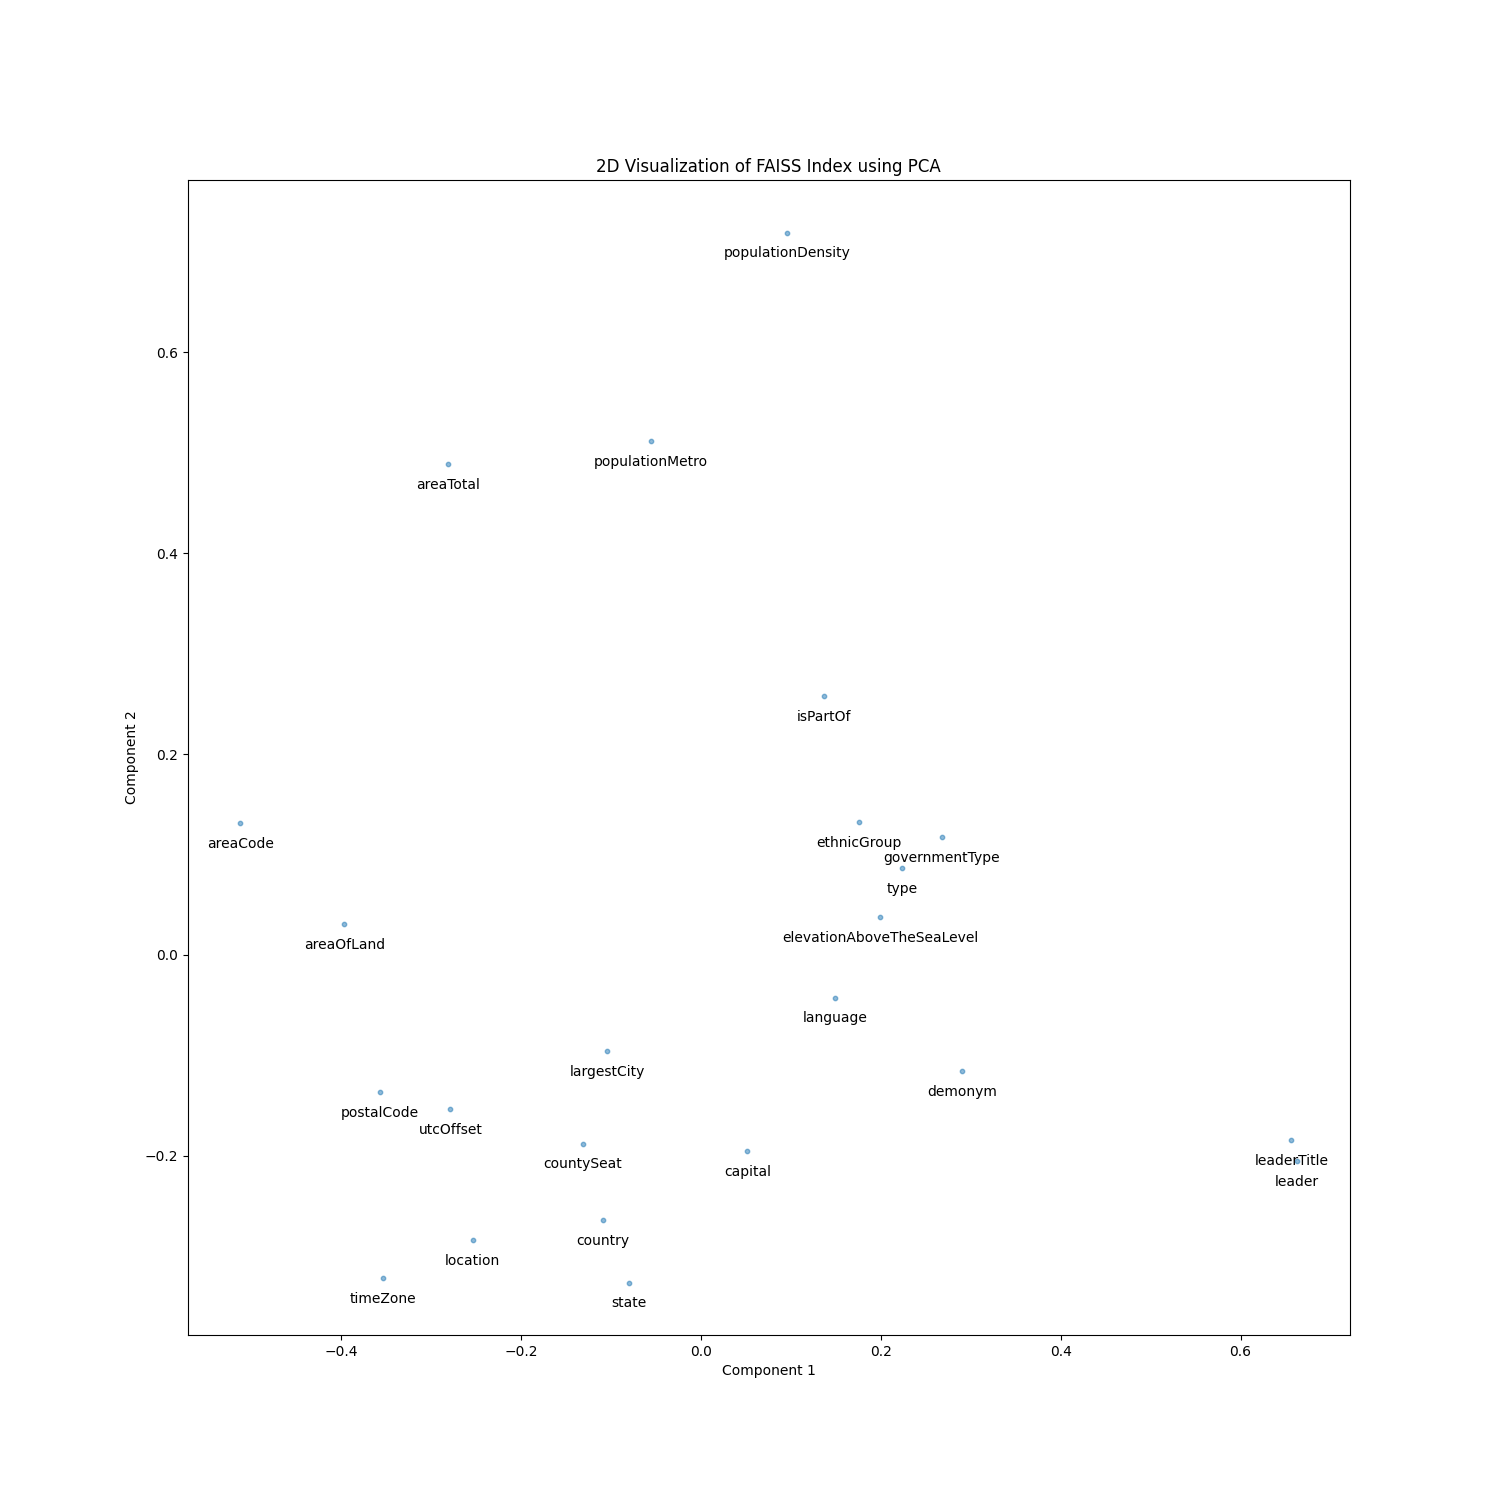 2D Visualization of FAISS Index using PCA
populationDensity
0.6
populationMetro
areaTotal
0.4
isPartOf
Component 2
0.2
areaCode
ethnicGroup
governmentType
type
elevationAboveTheSeaLevel
areaOfLand
0.0
language
largestCity
demonym
postalCode
utcOffset
−0.2
countySeat
capital
leaderTitle
leader
country
location
timeZone
state
−0.4
−0.2
0.0
0.2
0.4
0.6
Component 1